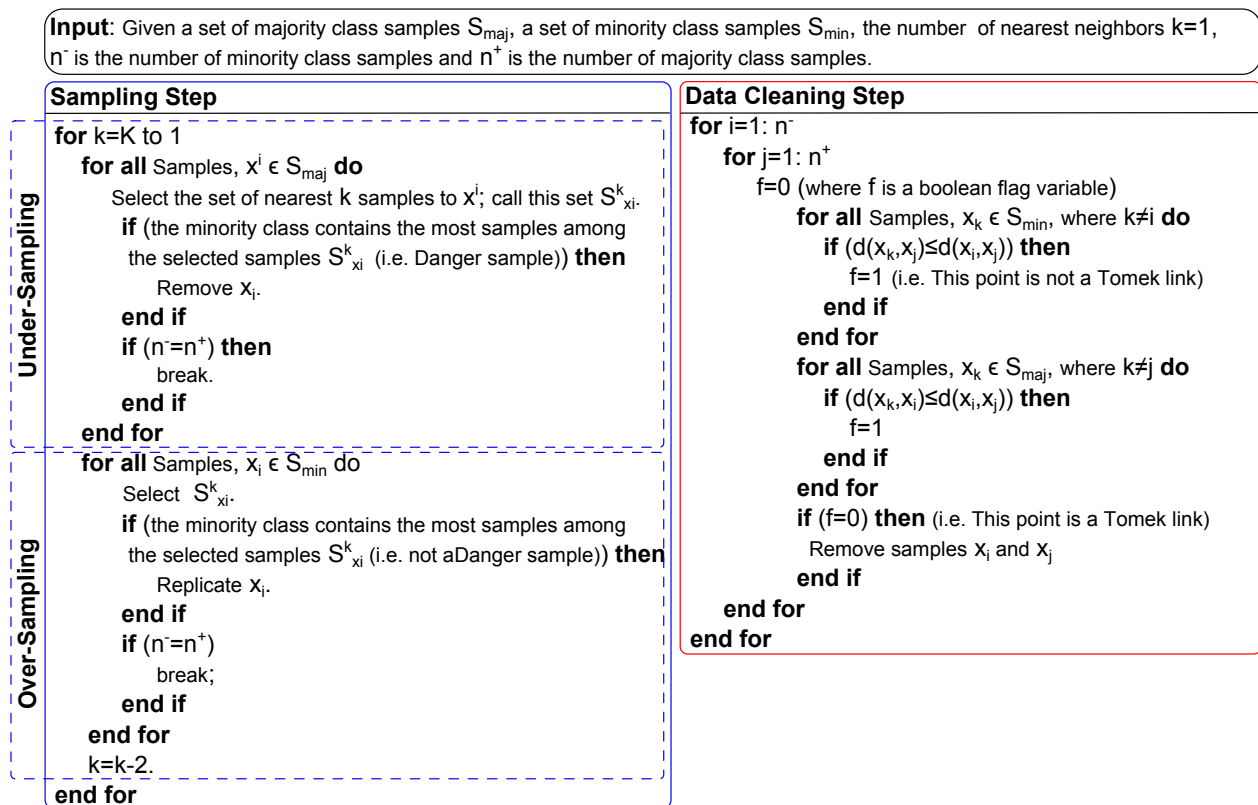 Input: Given a set of majority class samples S_maj, a set of minority class samples S_min, the number of nearest neighbors k=1,
n⁻ is the number of minority class samples and n⁺ is the number of majority class samples.
Sampling Step
Under-Sampling
for k=K to 1
for all Samples, xⁱ ϵ S_maj do
Select the set of nearest k samples to xⁱ; call this set S^k_xi.
if (the minority class contains the most samples among
the selected samples S^k_xi (i.e. Danger sample)) then
Remove x_i.
end if
if (n⁻=n⁺) then
break.
end if
end for
Over-Sampling
for all Samples, x_i ϵ S_min do
Select S^k_xi.
if (the minority class contains the most samples among
the selected samples S^k_xi (i.e. not aDanger sample)) then
Replicate x_i.
end if
if (n⁻=n⁺)
break;
end if
end for
k=k-2.
end for
Data Cleaning Step
for i=1: n⁻
for j=1: n⁺
f=0 (where f is a boolean flag variable)
for all Samples, x_k ϵ S_min, where k≠i do
if (d(x_k,x_j)≤d(x_i,x_j)) then
f=1 (i.e. This point is not a Tomek link)
end if
end for
for all Samples, x_k ϵ S_maj, where k≠j do
if (d(x_k,x_i)≤d(x_i,x_j)) then
f=1
end if
end for
if (f=0) then (i.e. This point is a Tomek link)
Remove samples x_i and x_j
end if
end for
end for